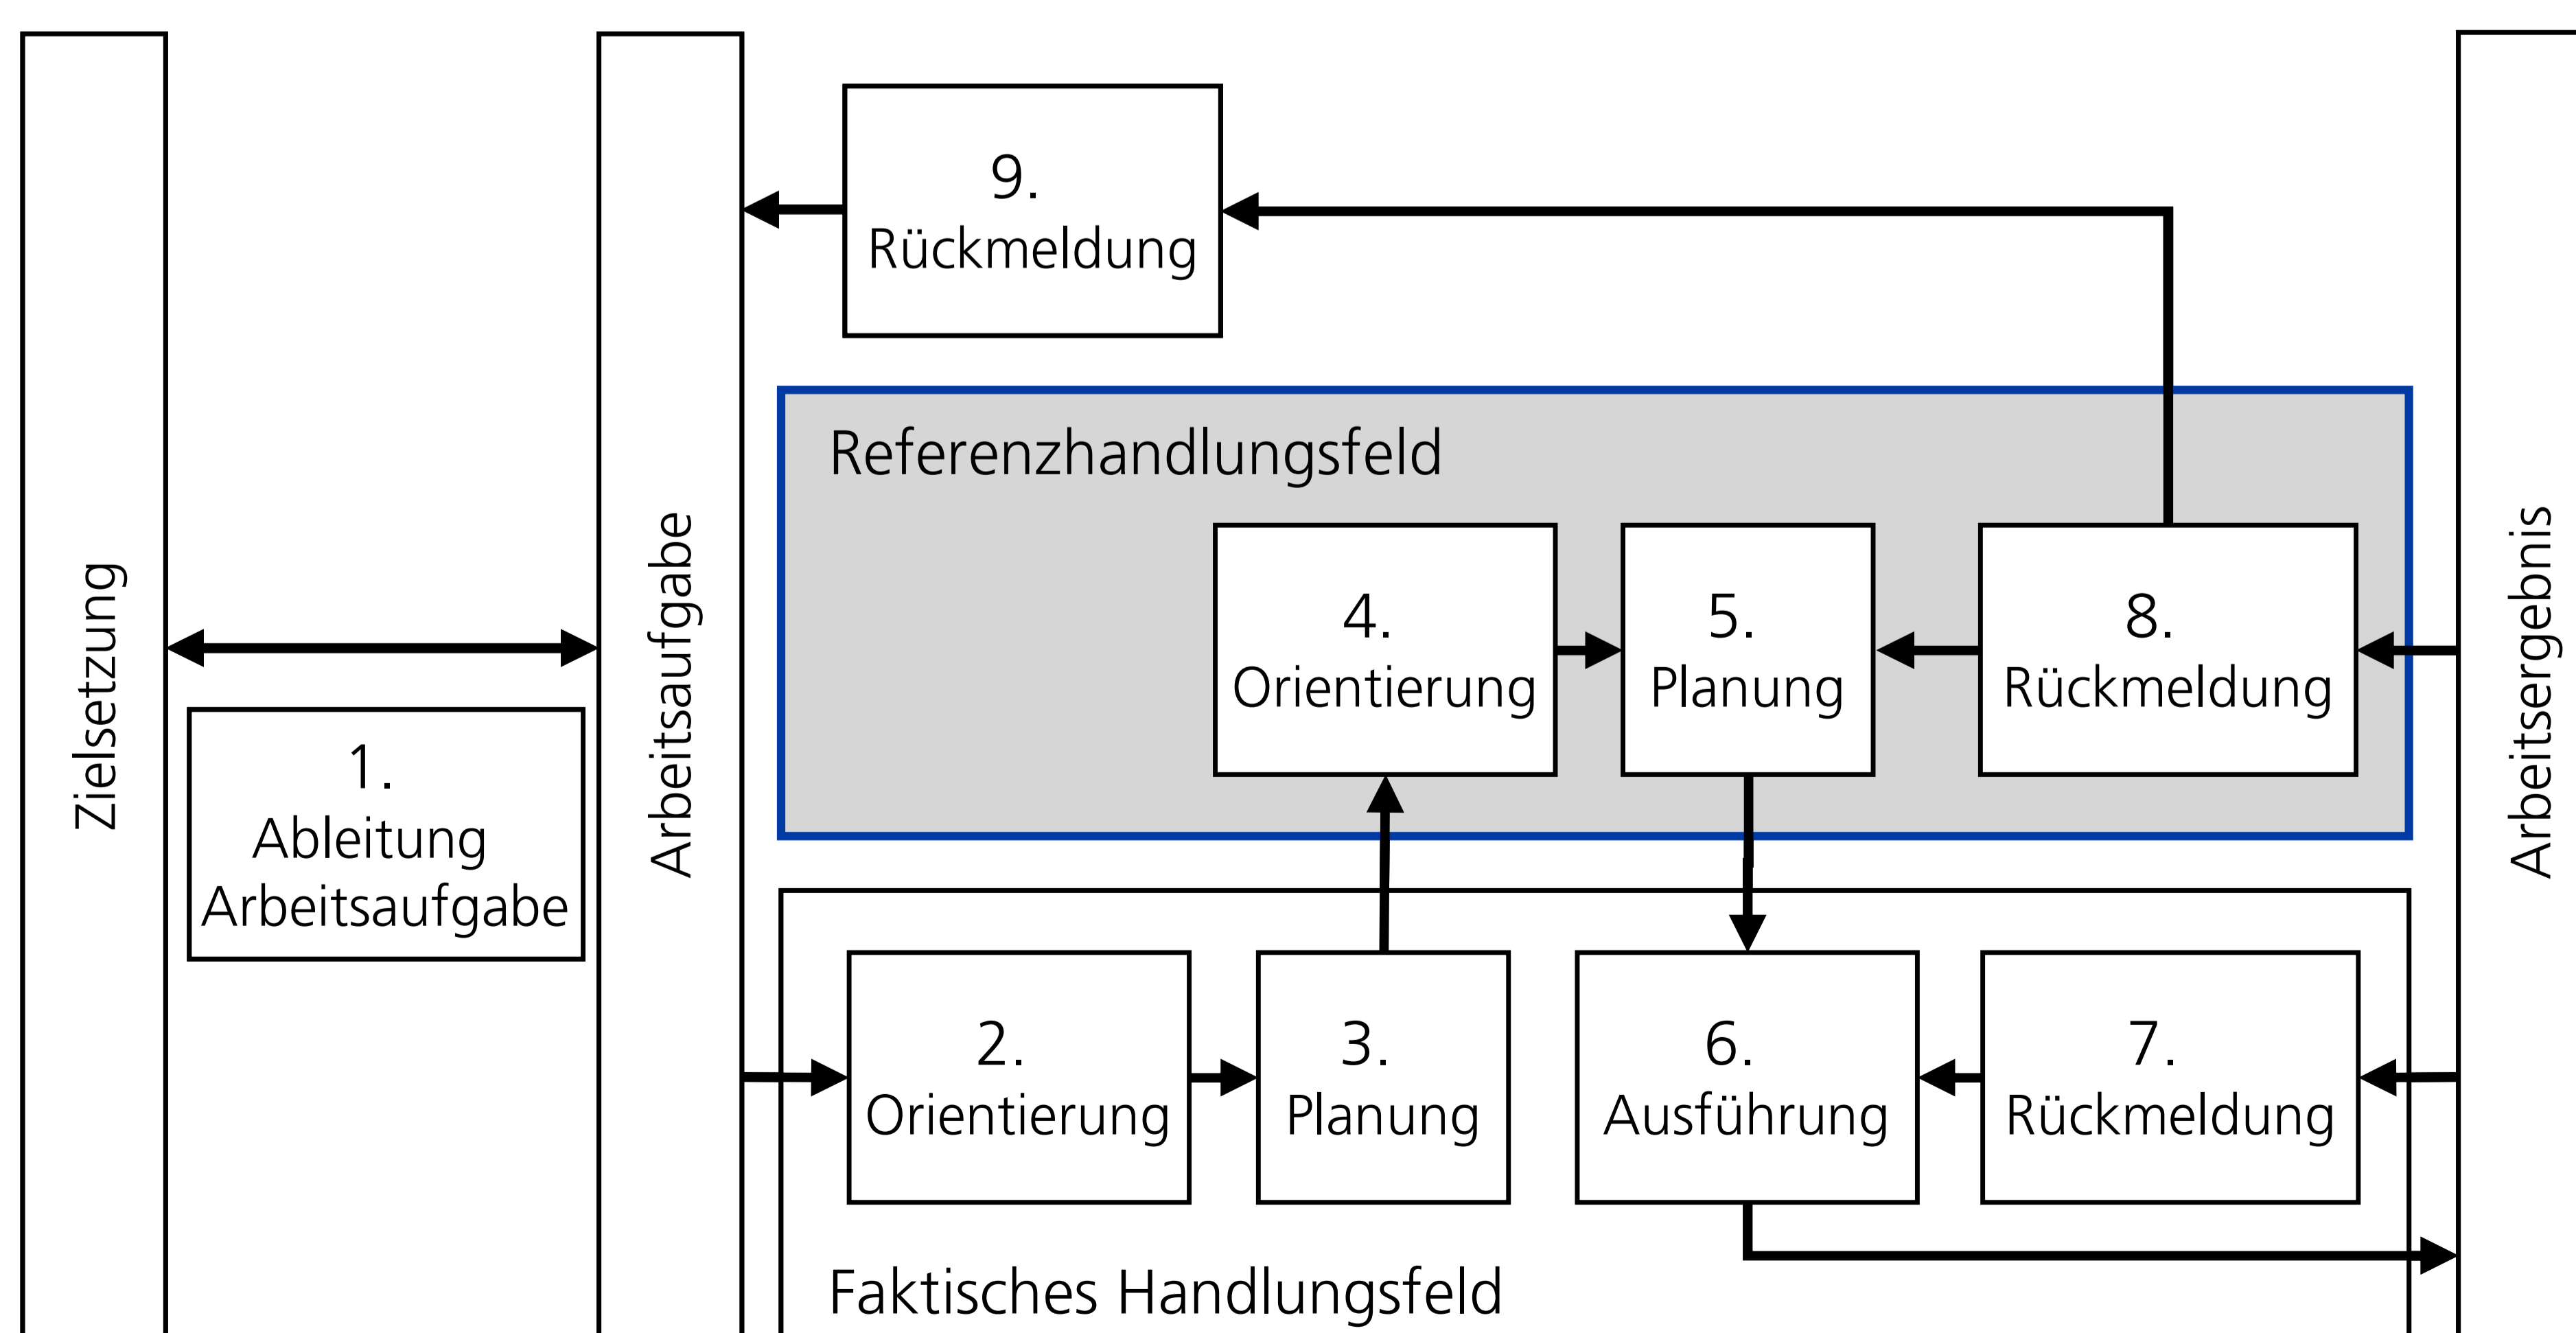 Zielsetzung
1.
Ableitung
Arbeitsaufgabe
Arbeitsaufgabe
9.
Rückmeldung
Referenzhandlungsfeld
4.
Orientierung
5.
Planung
8.
Rückmeldung
2.
Orientierung
3.
Planung
6.
Ausführung
7.
Rückmeldung
Faktisches Handlungsfeld
Arbeitsergebnis